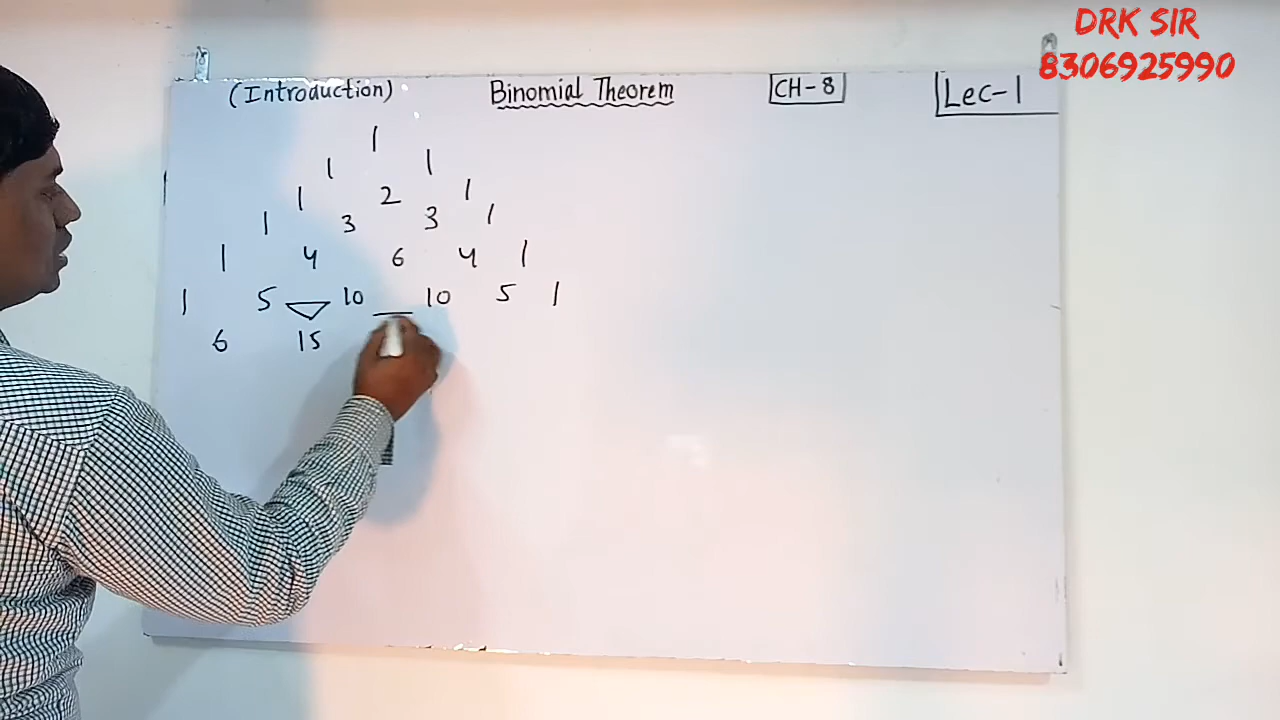 DRK SIR
8306925990
(Introduction) Binomial Theorem CH-8 Lec-1
1
1 1
1 2 1
1 3 3 1
1 4 6 4 1
1 5 10 10 5 1
6 15